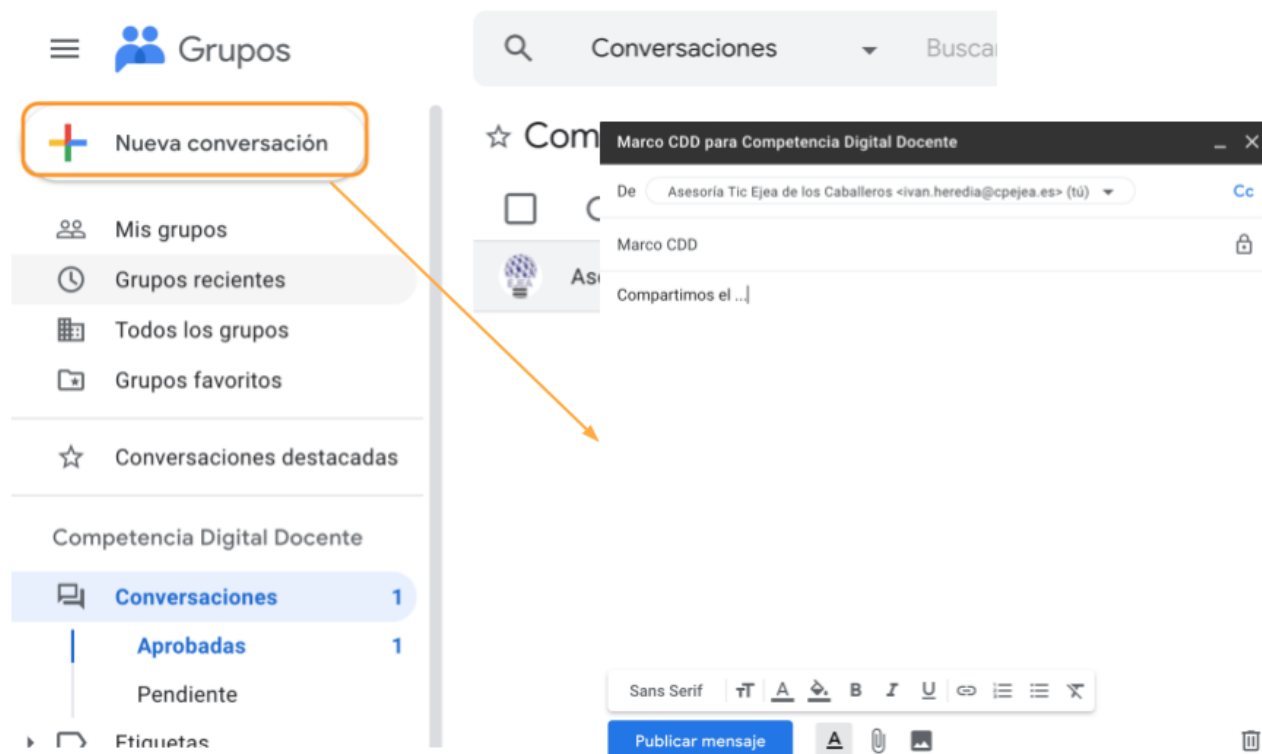 Grupos
Conversaciones
Nueva conversación
Mis grupos
Grupos recientes
Todos los grupos
Grupos favoritos
Conversaciones destacadas
Competencia Digital Docente
Conversaciones 1
Aprobadas 1
Pendiente
Etiquetas
Com
Marco CDD para Competencia Digital Docente
De Asesoría Tic Ejea de los Caballeros <ivan.heredia@cpejea.es> (tú)
Cc
Marco CDD
Compartimos el ...
Sans Serif
Publicar mensaje